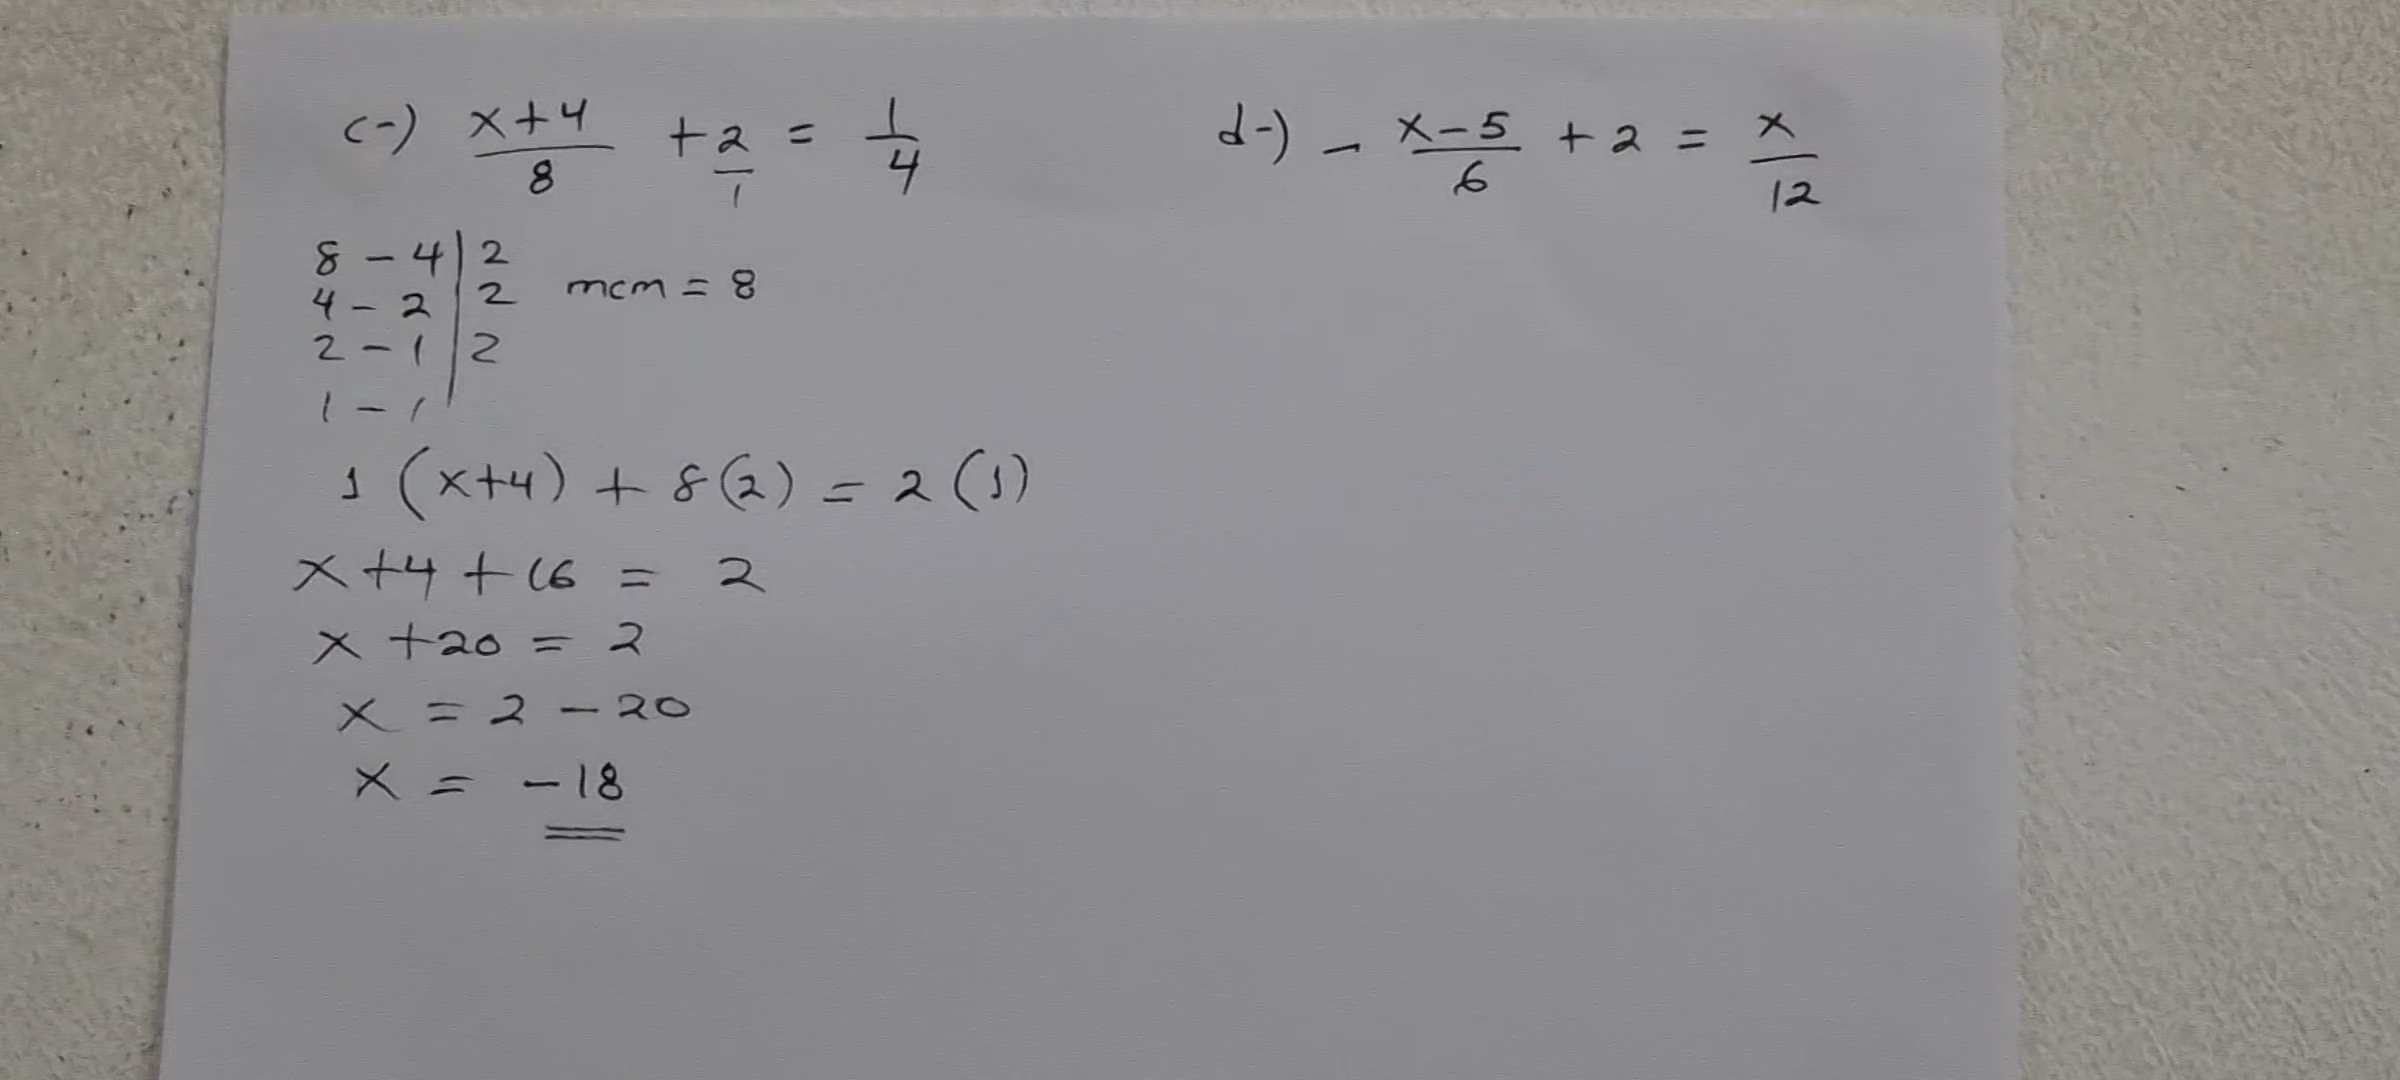 c-) x+4/8 + 2/1 = 1/4
8 - 4 | 2
4 - 2 | 2 mcm = 8
2 - 1 | 2
1 - 1
1 (x+4) + 8(2) = 2 (1)
x +4 + 16 = 2
x +20 = 2
x = 2 - 20
x = -18
d-) - x-5/6 + 2 = x/12